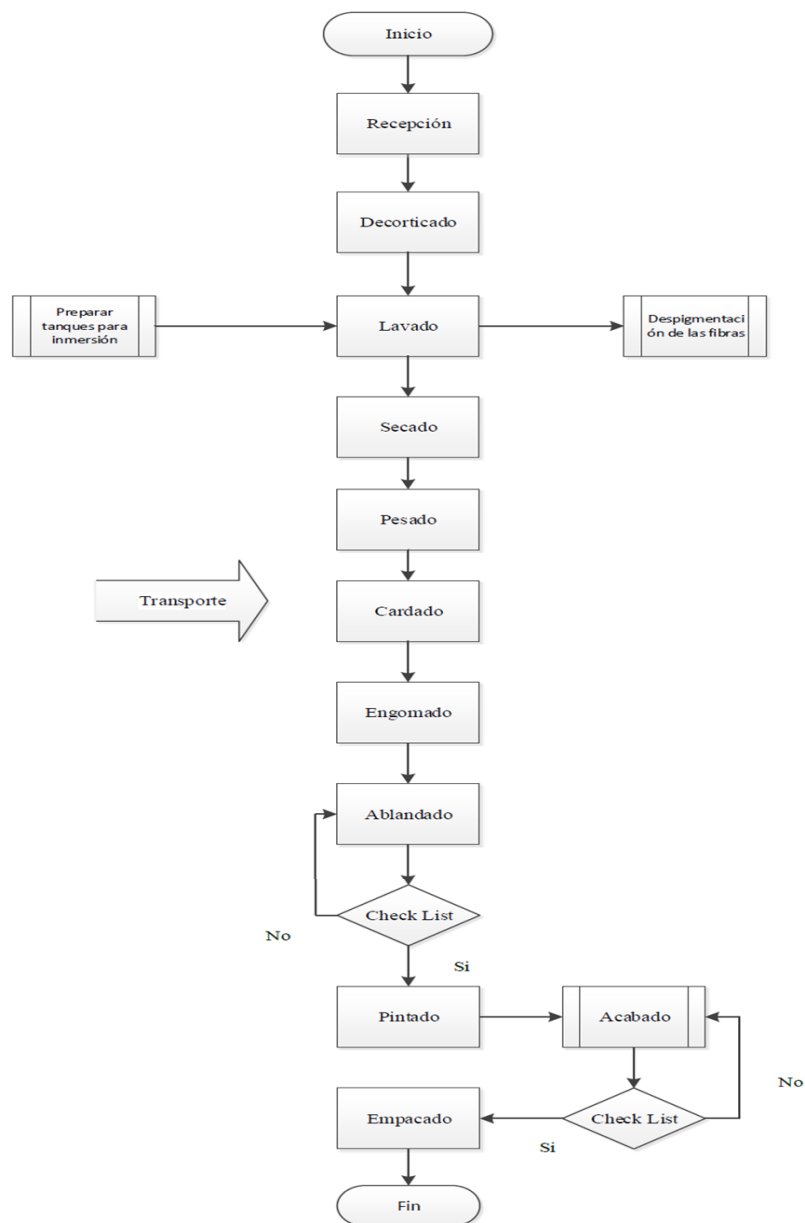 Inicio
Recepción
Decorticado
Preparar
tanques para
inmersión
Lavado
Despigmentaci
ón de las fibras
Secado
Pesado
Transporte
Cardado
Engomado
Ablandado
Check List
No
Si
Pintado
Acabado
No
Empacado
Check List
Si
Fin